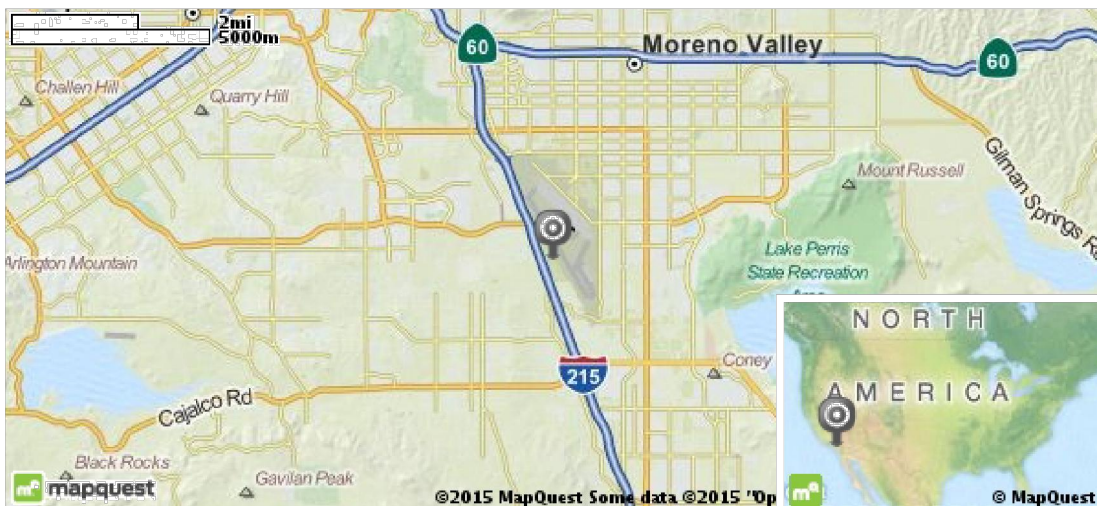 2mi
5000m
60
Moreno Valley
60
Challen Hill
Quarry Hill
Gilman Springs
Mount Russell
Arlington Mountain
Lake Perris
State Recreation
NORTH
AMERICA
215
Coney
Cajalco Rd
Black Rocks
Gavilan Peak
mapquest
©2015 MapQuest Some data ©2015 "Op
m
© MapQuest